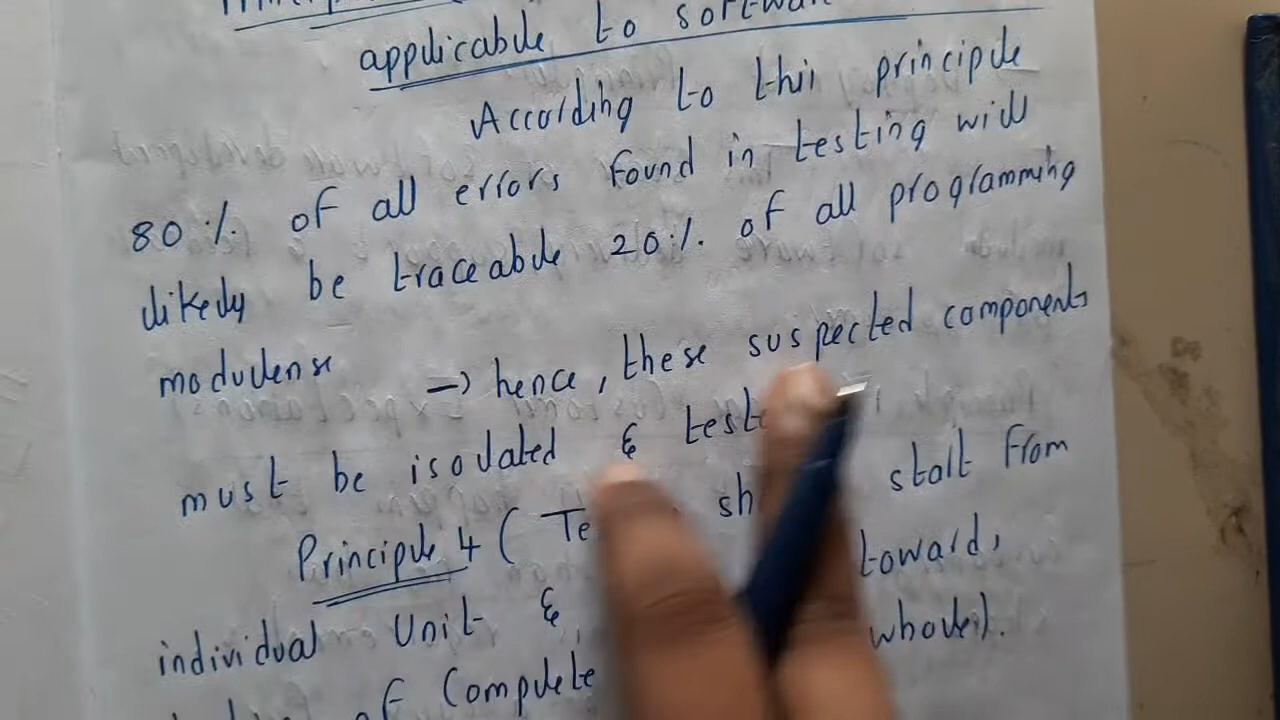 applicable to software
According to this principle
80 % of all errors found in testing will
likely be traceable 20 % of all programming
modulense → hence, these suspected components
must be isolated & test
Principle 4 ( Te sh start from
individual Unit & toward,
of Complete whole).